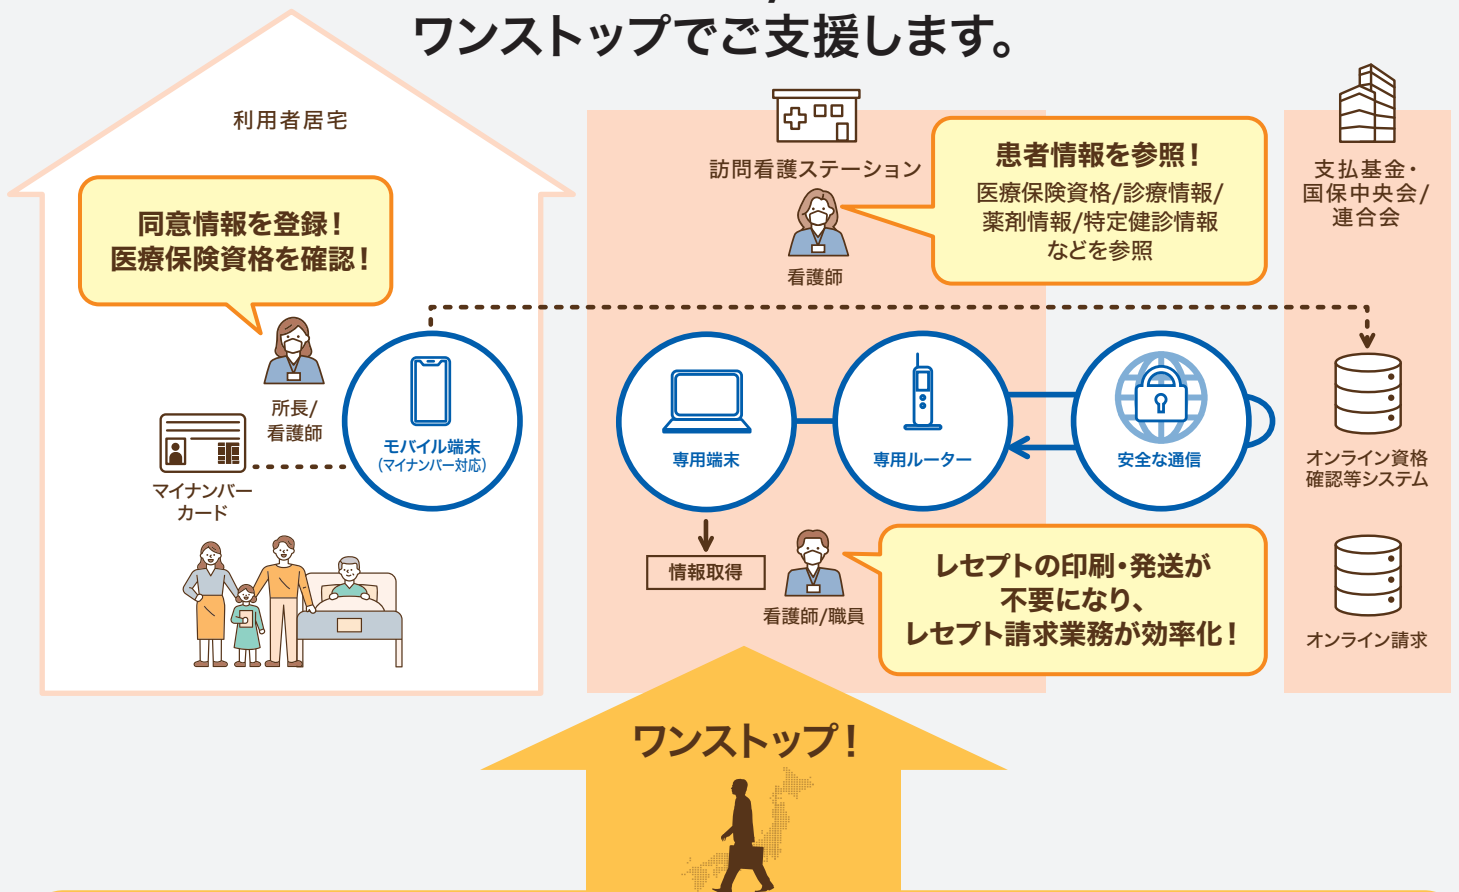 ワンストップでご支援します。
利用者居宅
同意情報を登録！
医療保険資格を確認！
所長/
看護師
マイナンバー
カード
モバイル端末
(マイナンバー対応)
訪問看護ステーション
看護師
患者情報を参照！
医療保険資格/診療情報/
薬剤情報/特定健診情報
などを参照
専用端末
専用ルーター
安全な通信
情報取得
看護師/職員
レセプトの印刷・発送が
不要になり、
レセプト請求業務が効率化！
支払基金・
国保中央会/
連合会
オンライン資格
確認等システム
オンライン請求
ワンストップ！